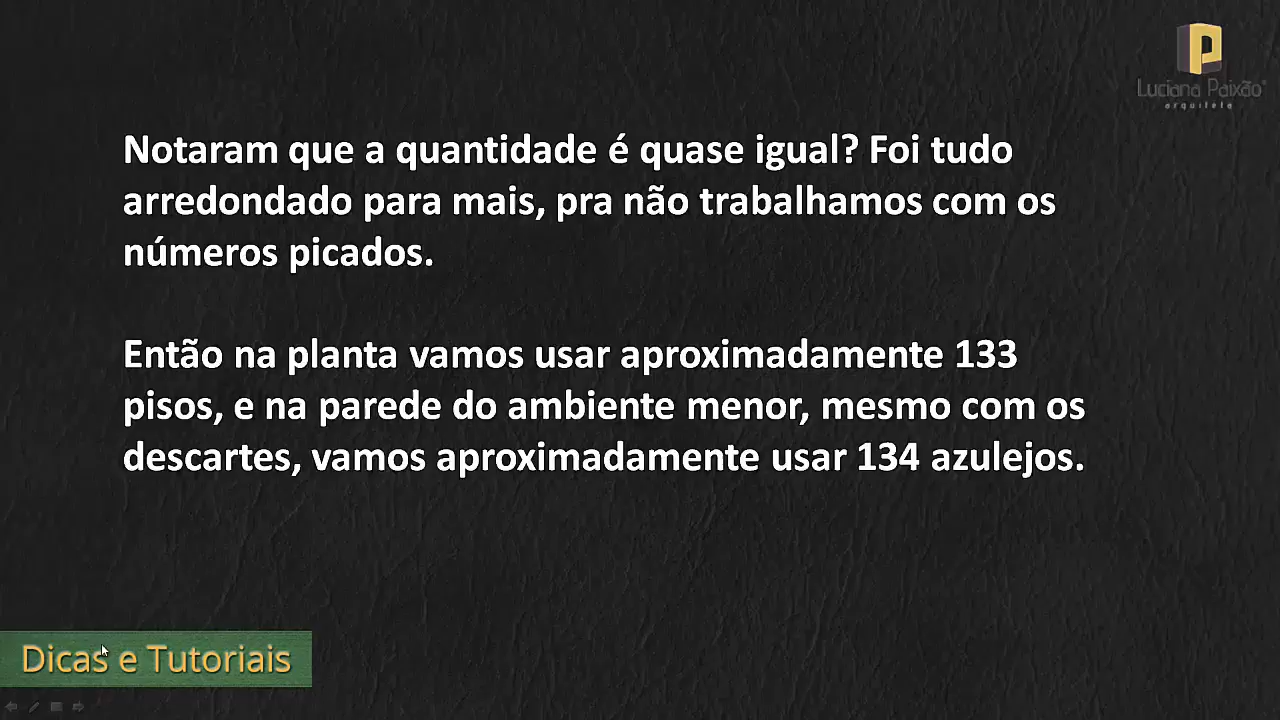 Luciana Paixão®
arquiteta
Notaram que a quantidade é quase igual? Foi tudo
arredondado para mais, pra não trabalhamos com os
números picados.
Então na planta vamos usar aproximadamente 133
pisos, e na parede do ambiente menor, mesmo com os
descartes, vamos aproximadamente usar 134 azulejos.
Dicas e Tutoriais